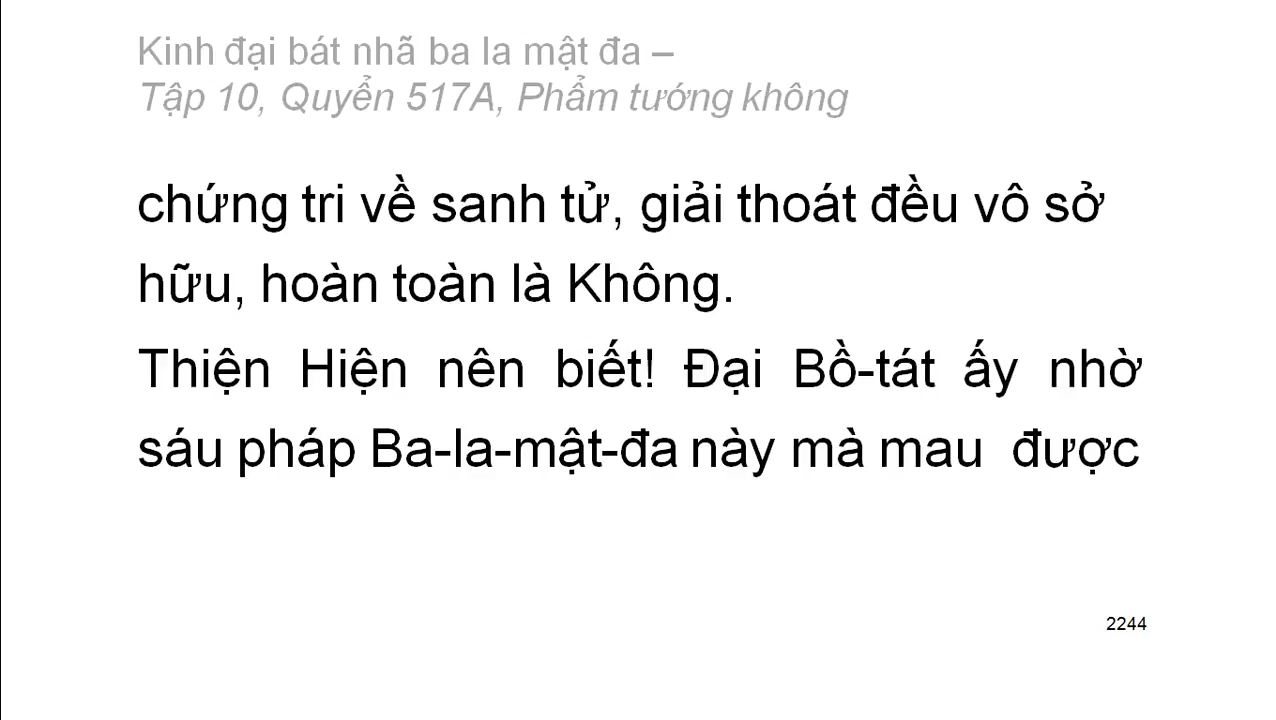 Kinh đại bát nhã ba la mật đa –
Tập 10, Quyển 517A, Phẩm tướng không
chứng tri về sanh tử, giải thoát đều vô sở
hữu, hoàn toàn là Không.
Thiện Hiện nên biết! Đại Bồ-tát ấy nhờ
sáu pháp Ba-la-mật-đa này mà mau được
2244